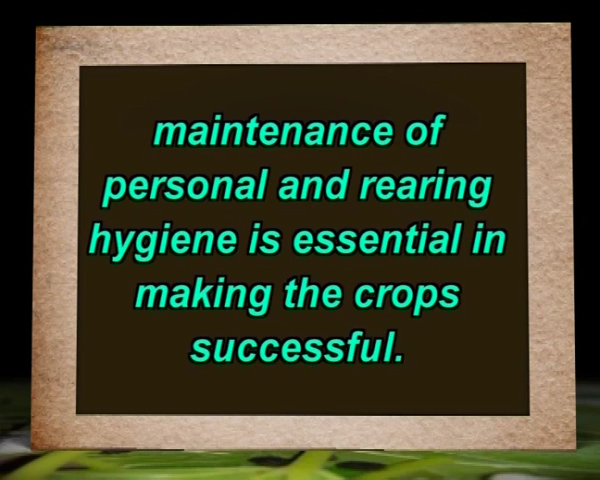 maintenance of
personal and rearing
hygiene is essential in
making the crops
successful.